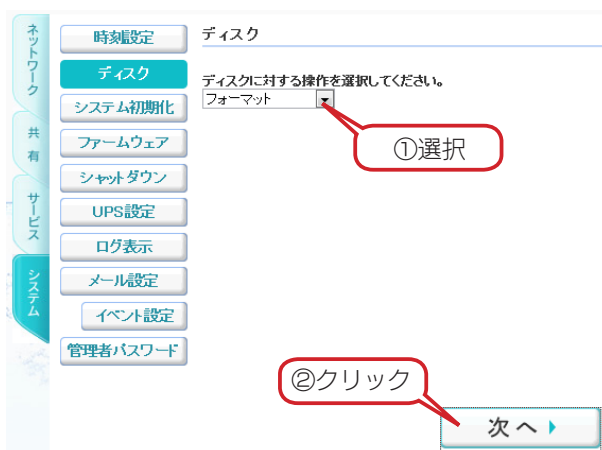 ネットワーク
共有
サービス
システム
時刻設定
ディスク
システム初期化
ファームウェア
シャットダウン
UPS設定
ログ表示
メール設定
イベント設定
管理者パスワード
ディスク
ディスクに対する操作を選択してください。
フォーマット
①選択
②クリック
次へ